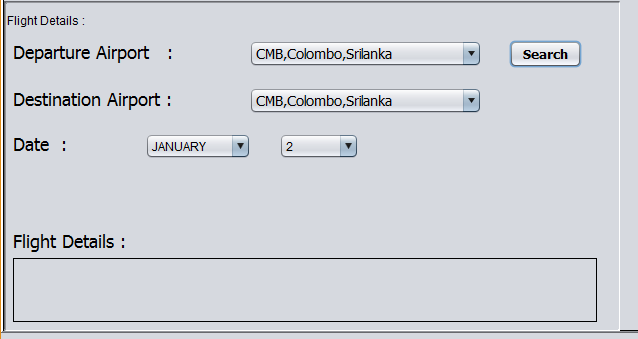 Flight Details :
Departure Airport : CMB,Colombo,Srilanka Search
Destination Airport : CMB,Colombo,Srilanka
Date : JANUARY 2
Flight Details :